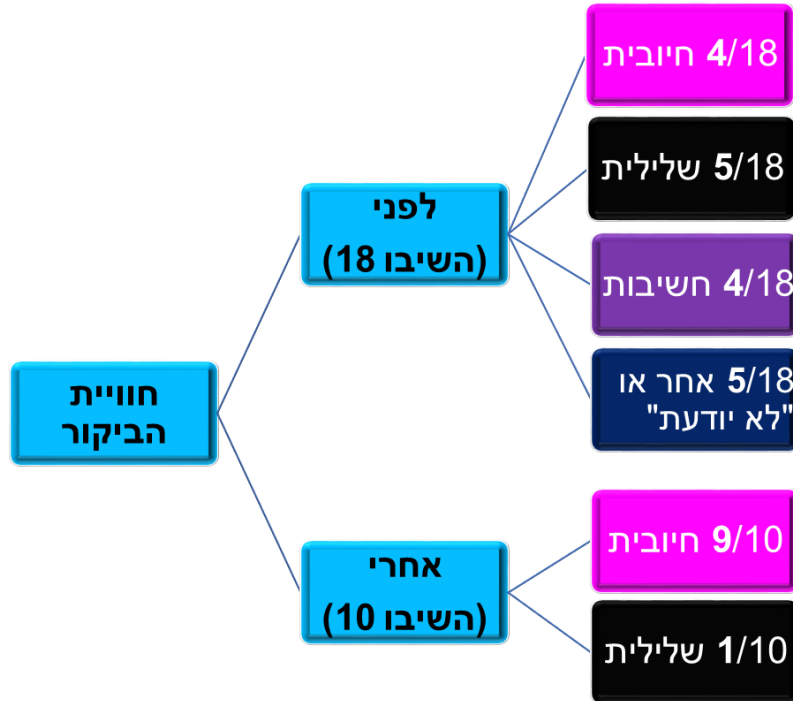 חוויית
הביקור
לפני
(השיבו 18)
4/18 חיובית
5/18 שלילית
4/18 חשיבות
5/18 אחר או
"לא יודעת"
אחרי
(השיבו 10)
9/10 חיובית
1/10 שלילית